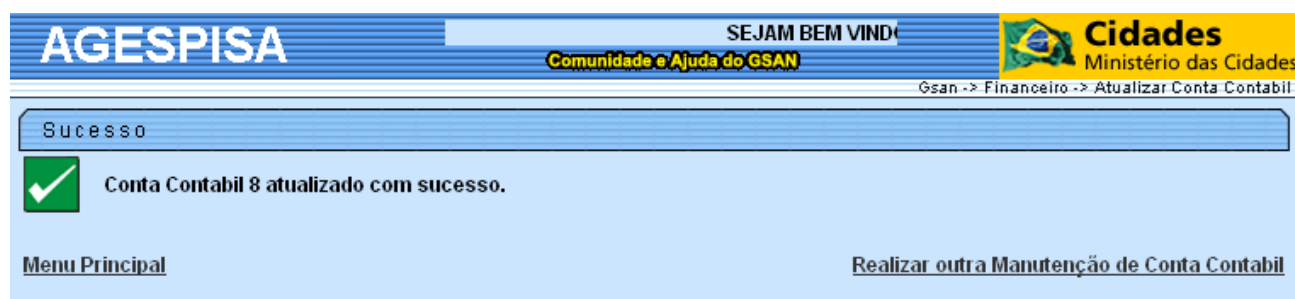 AGESPISA
SEJAM BEM VIND
Comunidade e Ajuda do GSAN
Cidades
Ministério das Cidades
Gsan -> Financeiro -> Atualizar Conta Contabil
Sucesso
Conta Contabil 8 atualizado com sucesso.
Menu Principal
Realizar outra Manutenção de Conta Contabil